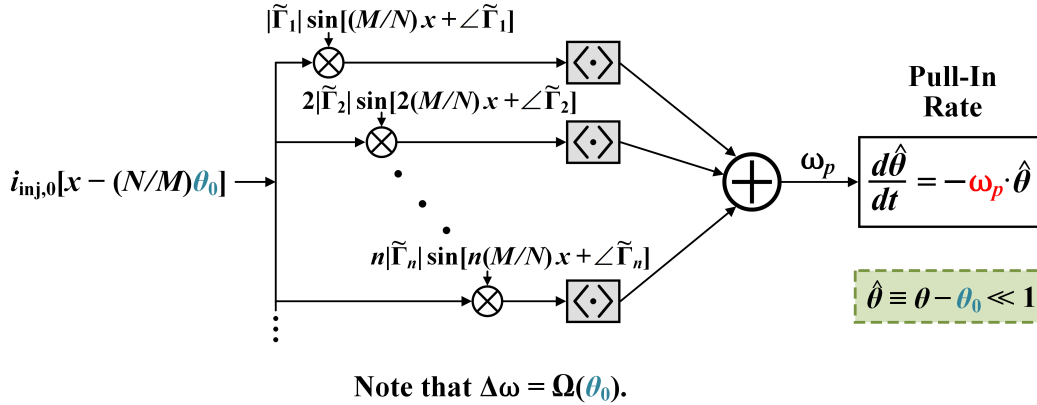 |Γ̃₁| sin[(M/N) x + ∠Γ̃₁]
2|Γ̃₂| sin[2(M/N) x + ∠Γ̃₂]
i_inj,0[x − (N/M)θ₀]
n|Γ̃ₙ| sin[n(M/N) x + ∠Γ̃ₙ]
⟨·⟩
⟨·⟩
⟨·⟩
ω_p
Pull-In
Rate
dθ̂/dt = −ω_p·θ̂
θ̂ ≡ θ − θ₀ ≪ 1
Note that Δω = Ω(θ₀).